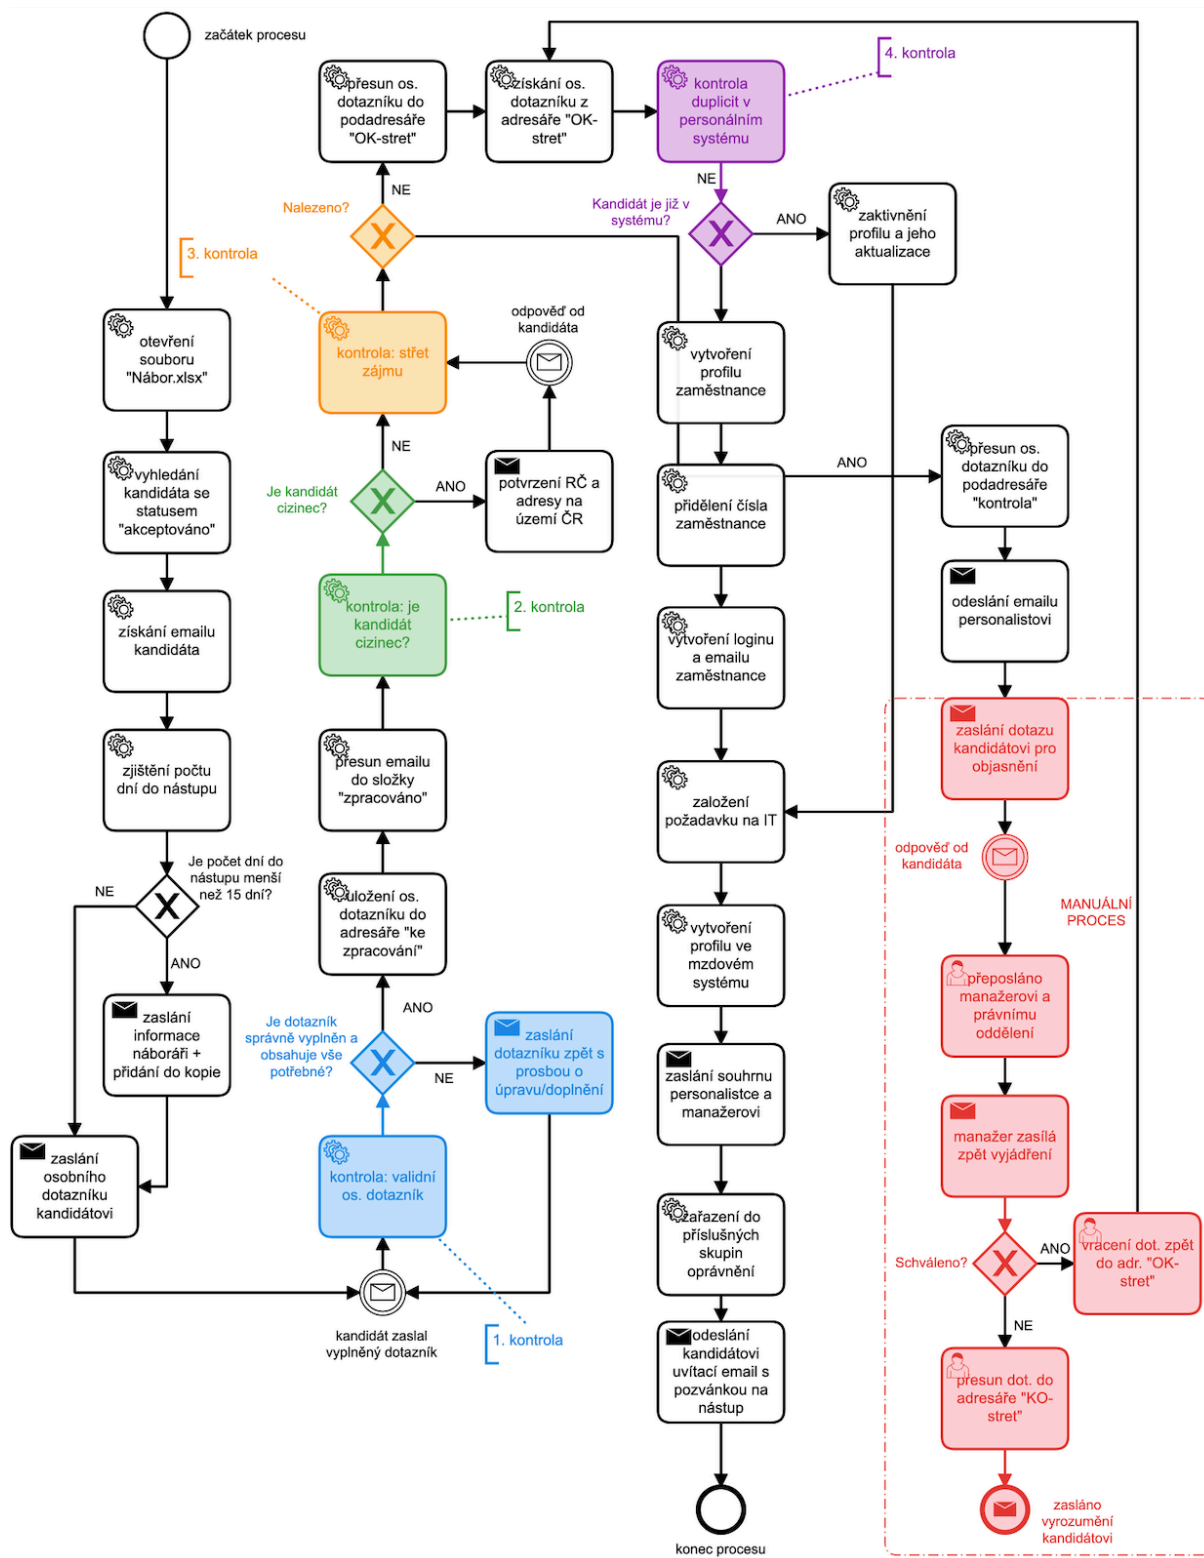 začátek procesu
otevření
souboru
"Nábor.xlsx"
vyhledání
kandidáta se
statusem
"akceptováno"
získání emailu
kandidáta
zjištění počtu
dní do nástupu
Je počet dní do
nástupu menší
než 15 dní?
NE
ANO
zaslání
informace
náboráři +
přidání do kopie
zaslání
osobního
dotazníku
kandidátovi
kandidát zaslal
vyplněný dotazník
1. kontrola
kontrola: validní
os. dotazník
Je dotazník
správně vyplněn a
obsahuje vše
potřebné?
NE
zaslání
dotazníku zpět s
prosbou o
úpravu/doplnění
ANO
uložení os.
dotazníku do
adresáře "ke
zpracování"
přesun emailu
do složky
"zpracováno"
kontrola: je
kandidát
cizinec?
2. kontrola
Je kandidát
cizinec?
ANO
potvrzení RČ a
adresy na
území ČR
odpověď od
kandidáta
NE
kontrola: střet
zájmu
3. kontrola
Nalezeno?
NE
přesun os.
dotazníku do
podadresáře
"OK-stret"
získání os.
dotazníku z
adresáře "OK-
stret"
kontrola
duplicit v
personálním
systému
4. kontrola
NE
Kandidát je již v
systému?
ANO
zaktivnění
profilu a jeho
aktualizace
vytvoření
profilu
zaměstnance
přidělení čísla
zaměstnance
vytvoření loginu
a emailu
zaměstnance
založení
požadavku na IT
vytvoření
profilu ve
mzdovém
systému
zaslání souhrnu
personalistce a
manažerovi
zařazení do
příslušných
skupin
oprávnění
odeslání
kandidátovi
uvítací email s
pozvánkou na
nástup
konec procesu
ANO
přesun os.
dotazníku do
podadresáře
"kontrola"
odeslání emailu
personalistovi
zaslání dotazu
kandidátovi pro
objasnění
odpověď od
kandidáta
MANUÁLNÍ
PROCES
přeposláno
manažerovi a
právnímu
oddělení
manažer zasílá
zpět vyjádření
Schváleno?
ANO
vrácení dot. zpět
do adr. "OK-
stret"
NE
presun dot. do
adresáře "KO-
stret"
zasláno
vyrozumění
kandidátovi